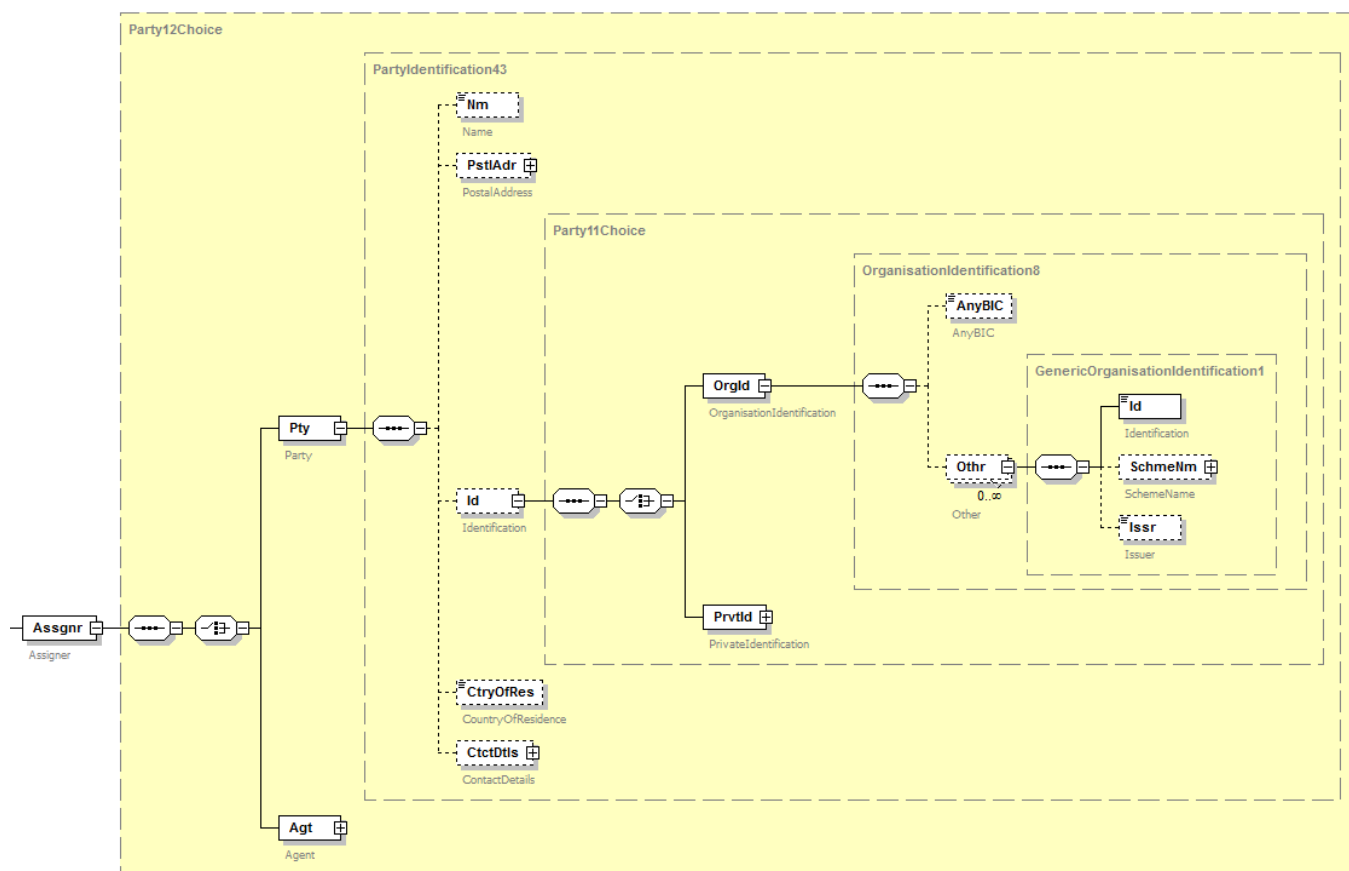 Party12Choice
PartyIdentification43
Nm
Name
PstlAdr
PostalAddress
Party11Choice
OrganisationIdentification8
AnyBIC
AnyBIC
GenericOrganisationIdentification1
OrgId
OrganisationIdentification
Id
Identification
Pty
Party
Othr
0..∞
Other
SchmeNm
SchemeName
Id
Identification
Issr
Issuer
Assgnr
Assigner
PrvtId
PrivateIdentification
CtryOfRes
CountryOfResidence
CtctDtls
ContactDetails
Agt
Agent